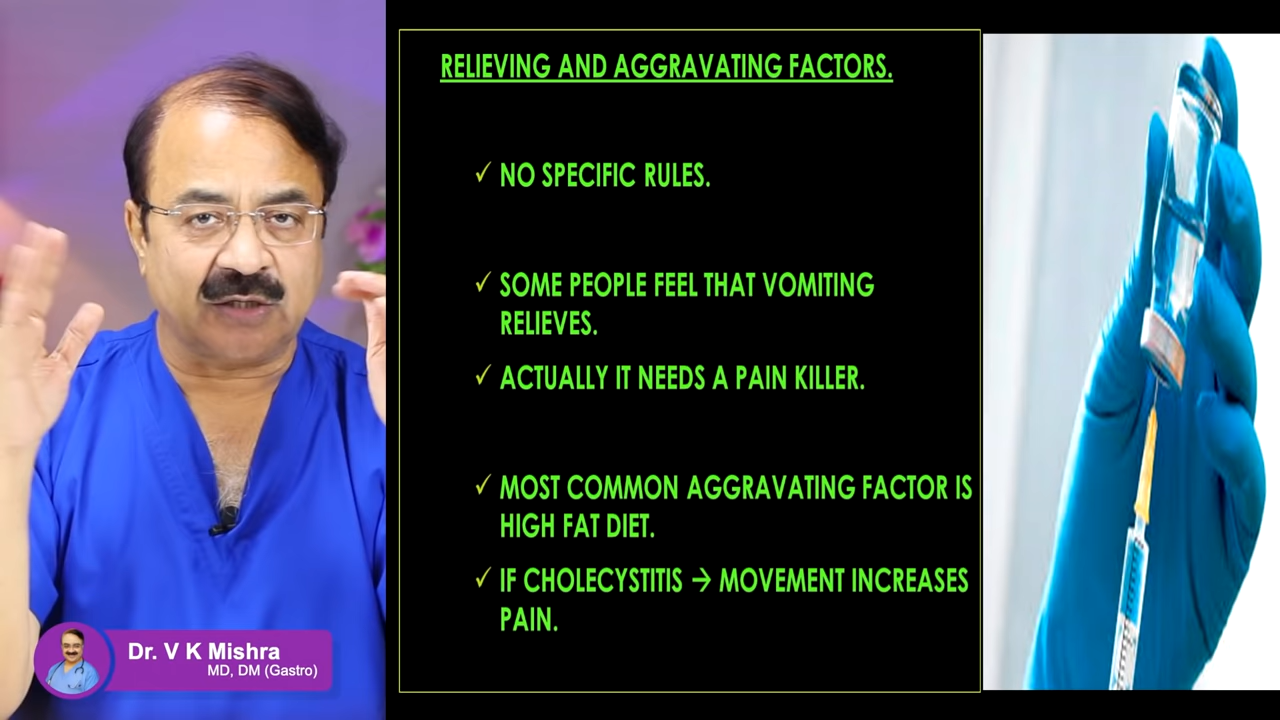 RELIEVING AND AGGRAVATING FACTORS.
✓ NO SPECIFIC RULES.
✓ SOME PEOPLE FEEL THAT VOMITING
RELIEVES.
✓ ACTUALLY IT NEEDS A PAIN KILLER.
✓ MOST COMMON AGGRAVATING FACTOR IS
HIGH FAT DIET.
✓ IF CHOLECYSTITIS → MOVEMENT INCREASES
PAIN.
Dr. V K Mishra
MD, DM (Gastro)